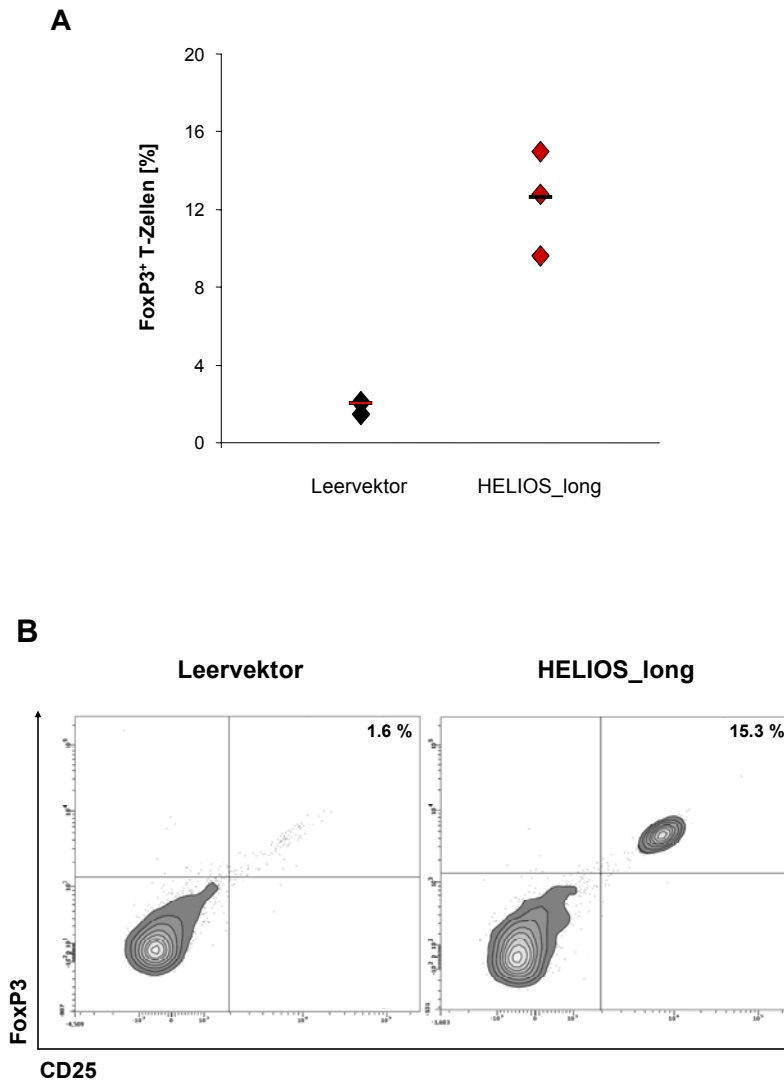 A
20
16
12
8
4
0
FoxP3⁺ T-Zellen [%]
Leervektor
HELIOS_long
B
Leervektor
HELIOS_long
1.6 %
15.3 %
FoxP3
CD25